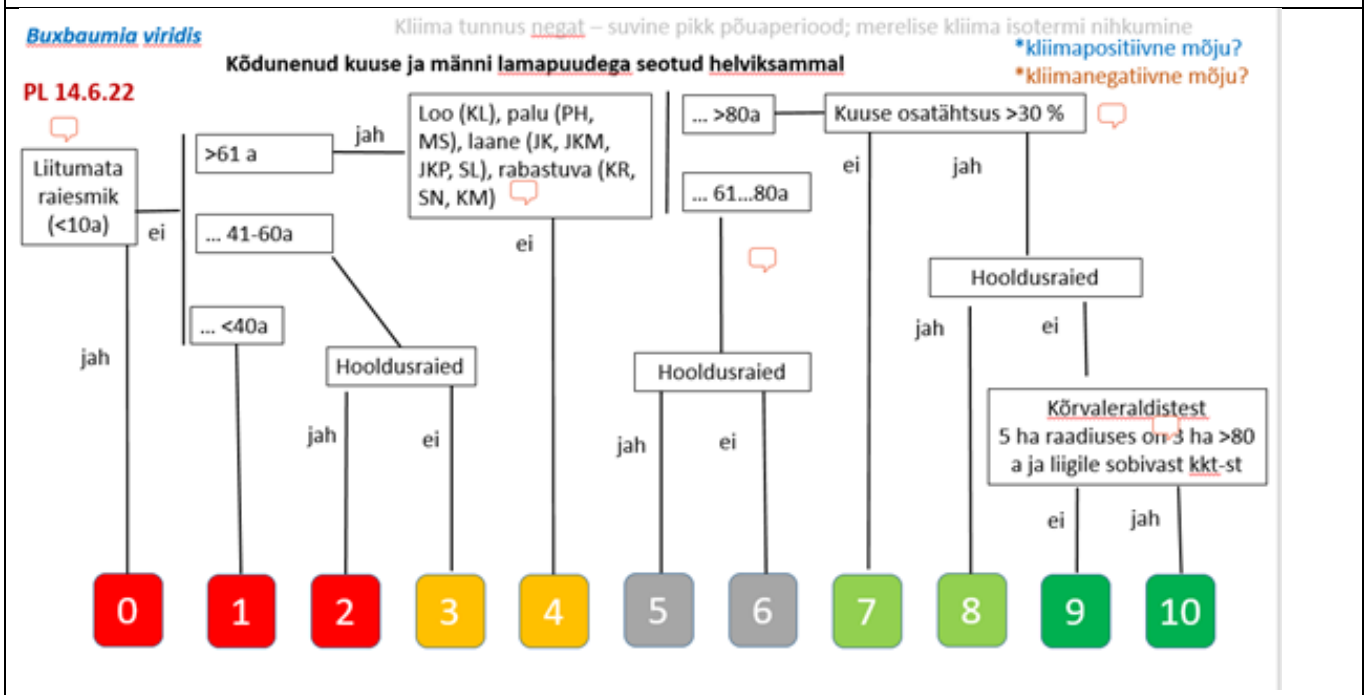 Buxbaumia viridis
Kliima tunnus negat – suvine pikk põuaperiood; merelise kliima isotermi nihkumine
*kliimapositiivne mõju?
*kliimanegatiivne mõju?
Kõdunenud kuuse ja männi lamapuudega seotud helviksammal
PL 14.6.22
Liitumata
raiesmik
(<10a)
jah
ei
>61 a
jah
... 41-60a
... <40a
Loo (KL), palu (PH,
MS), laane (JK, JKM,
JKP, SL), rabastuva (KR,
SN, KM)
ei
Hooldusraied
jah
ei
... >80a
... 61...80a
Hooldusraied
jah
ei
Kuuse osatähtsus >30 %
ei
jah
Hooldusraied
jah
ei
Kõrvaleraldistest
5 ha raadiuses on 3 ha >80
a ja liigile sobivast kkt-st
ei
jah
0
1
2
3
4
5
6
7
8
9
10